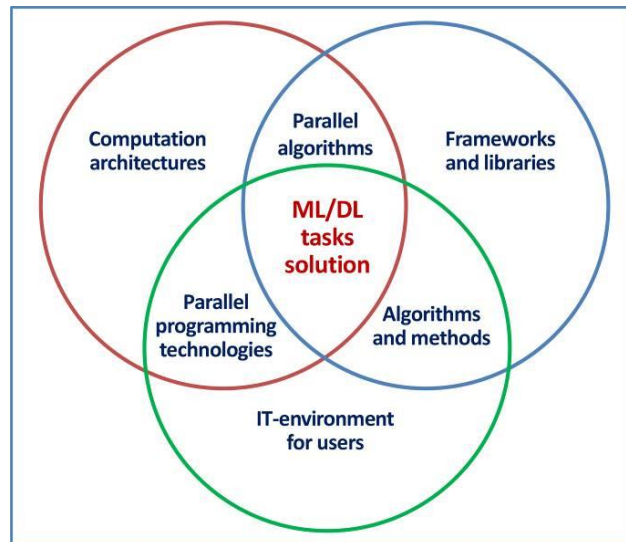 Computation
architectures
Parallel
algorithms
Frameworks
and libraries
ML/DL
tasks
solution
Parallel
programming
technologies
Algorithms
and methods
IT-environment
for users